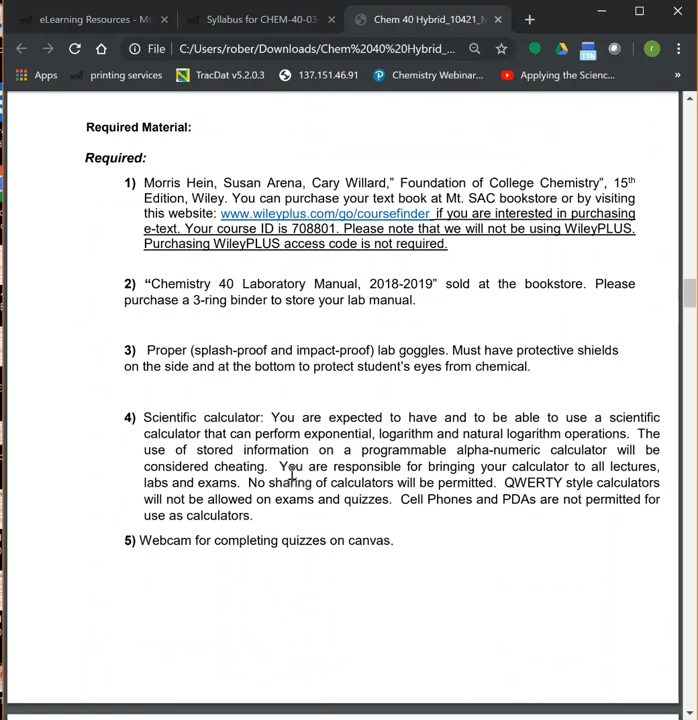 eLearning Resources - Mt
Syllabus for CHEM-40-03
Chem 40 Hybrid_10421_
File
C:/Users/rober/Downloads/Chem%2040%20Hybrid_...
11h
r
Apps
printing services
TracDat v5.2.0.3
137.151.46.91
Chemistry Webinar...
Applying the Scienc...
»
Required Material:
Required:
1) Morris Hein, Susan Arena, Cary Willard,” Foundation of College Chemistry”, 15th
Edition, Wiley. You can purchase your text book at Mt. SAC bookstore or by visiting
this website: www.wileyplus.com/go/coursefinder if you are interested in purchasing
e-text. Your course ID is 708801. Please note that we will not be using WileyPLUS.
Purchasing WileyPLUS access code is not required.
2) “Chemistry 40 Laboratory Manual, 2018-2019” sold at the bookstore. Please
purchase a 3-ring binder to store your lab manual.
3) Proper (splash-proof and impact-proof) lab goggles. Must have protective shields
on the side and at the bottom to protect student’s eyes from chemical.
4) Scientific calculator: You are expected to have and to be able to use a scientific
calculator that can perform exponential, logarithm and natural logarithm operations. The
use of stored information on a programmable alpha-numeric calculator will be
considered cheating. You are responsible for bringing your calculator to all lectures,
labs and exams. No sharing of calculators will be permitted. QWERTY style calculators
will not be allowed on exams and quizzes. Cell Phones and PDAs are not permitted for
use as calculators.
5) Webcam for completing quizzes on canvas.